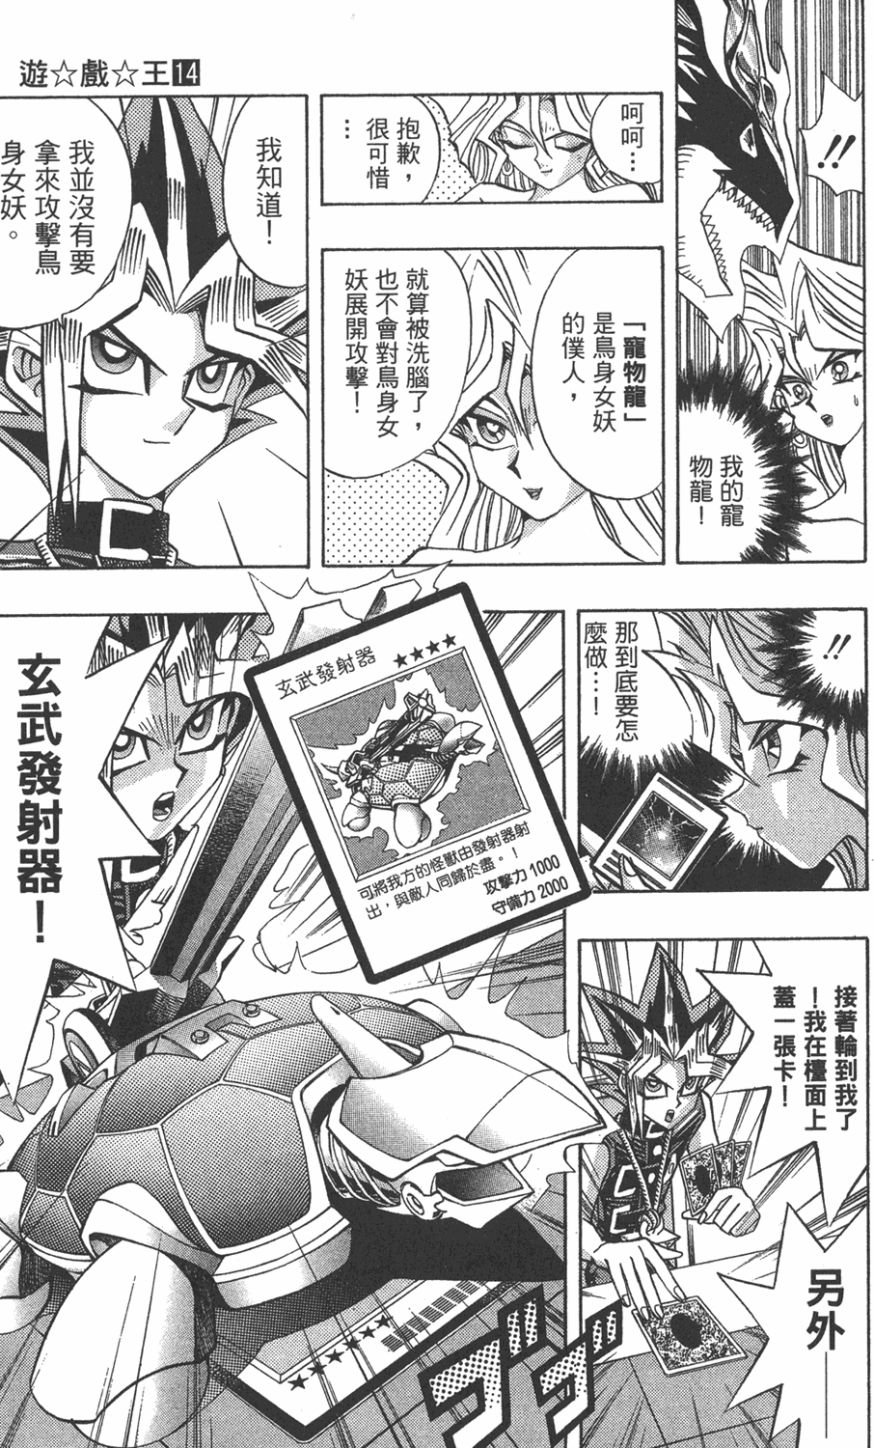 遊☆戲☆王14
!!
我的寵
物龍！
呵呵…
抱歉，
很可惜
…
「寵物龍」
是鳥身女妖
的僕人，
就算被洗腦了，
也不會對鳥身女
妖展開攻擊！
我知道！
我並沒有要
拿來攻擊鳥
身女妖。
!!
那到底要怎
麼做…！
接著輪到我了
！我在檯面上
蓋一張卡！
另外──
玄武發射器！
玄武發射器
★★★★
可將我方的怪獸由發射器射
出，與敵人同歸於盡。！
攻擊力 1000
守備力 2000
ブブブ